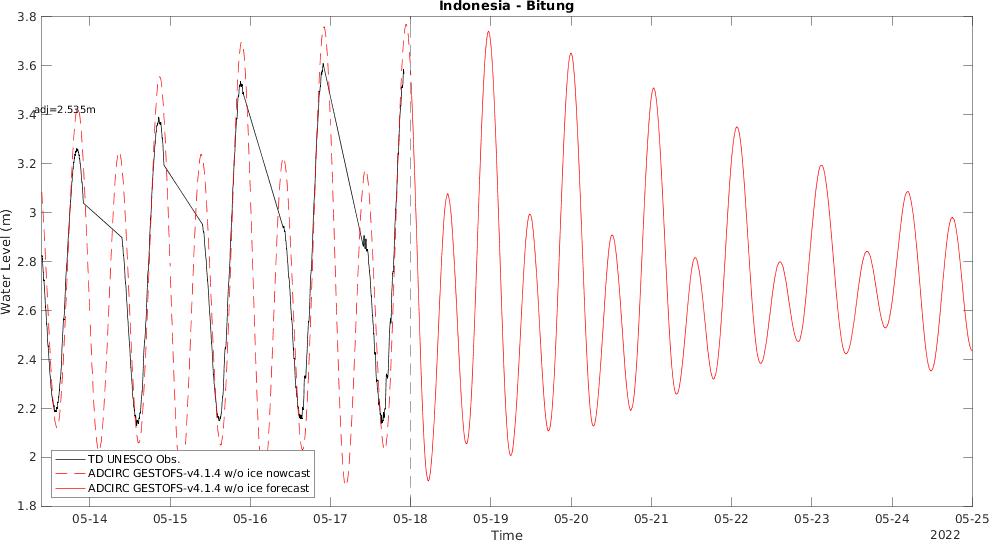 Indonesia - Bitung
3.8
3.6
3.4
3.2
3
2.8
2.6
2.4
2.2
2
1.8
adj=2.535m
Water Level (m)
TD UNESCO Obs.
ADCIRC GESTOFS-v4.1.4 w/o ice nowcast
ADCIRC GESTOFS-v4.1.4 w/o ice forecast
05-14 05-15 05-16 05-17 05-18 05-19 05-20 05-21 05-22 05-23 05-24 05-25
Time
2022